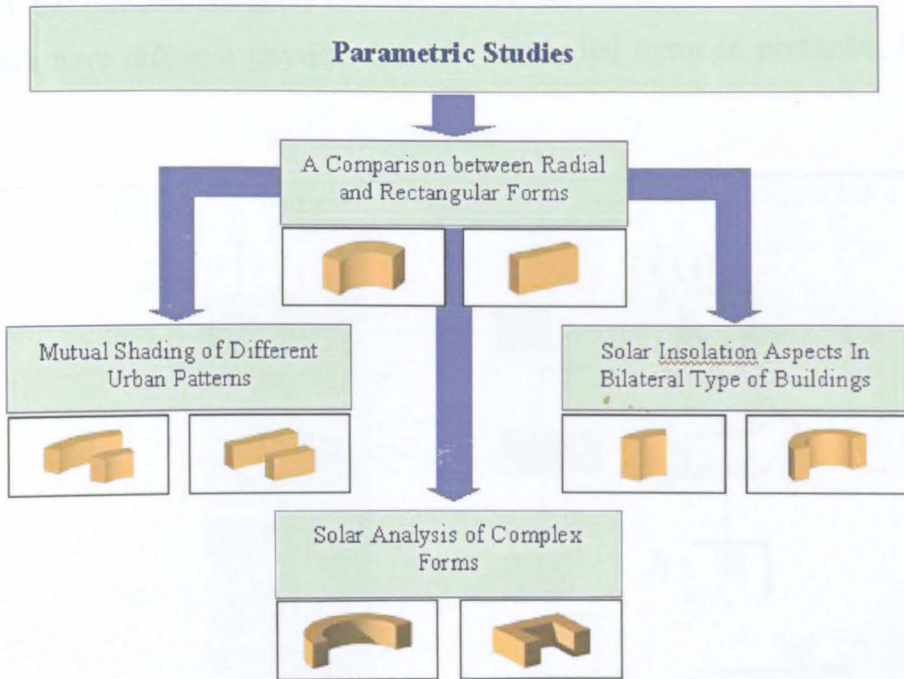 Parametric Studies
A Comparison between Radial
and Rectangular Forms
Mutual Shading of Different
Urban Patterns
Solar Insolation Aspects In
Bilateral Type of Buildings
Solar Analysis of Complex
Forms